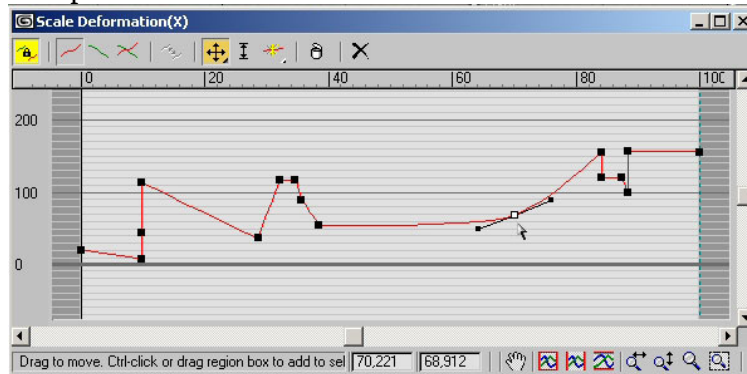 Scale Deformation(X)
0 20 40 60 80 100
200
100
0
Drag to move. Ctrl-click or drag region box to add to sel 70,221 68,912